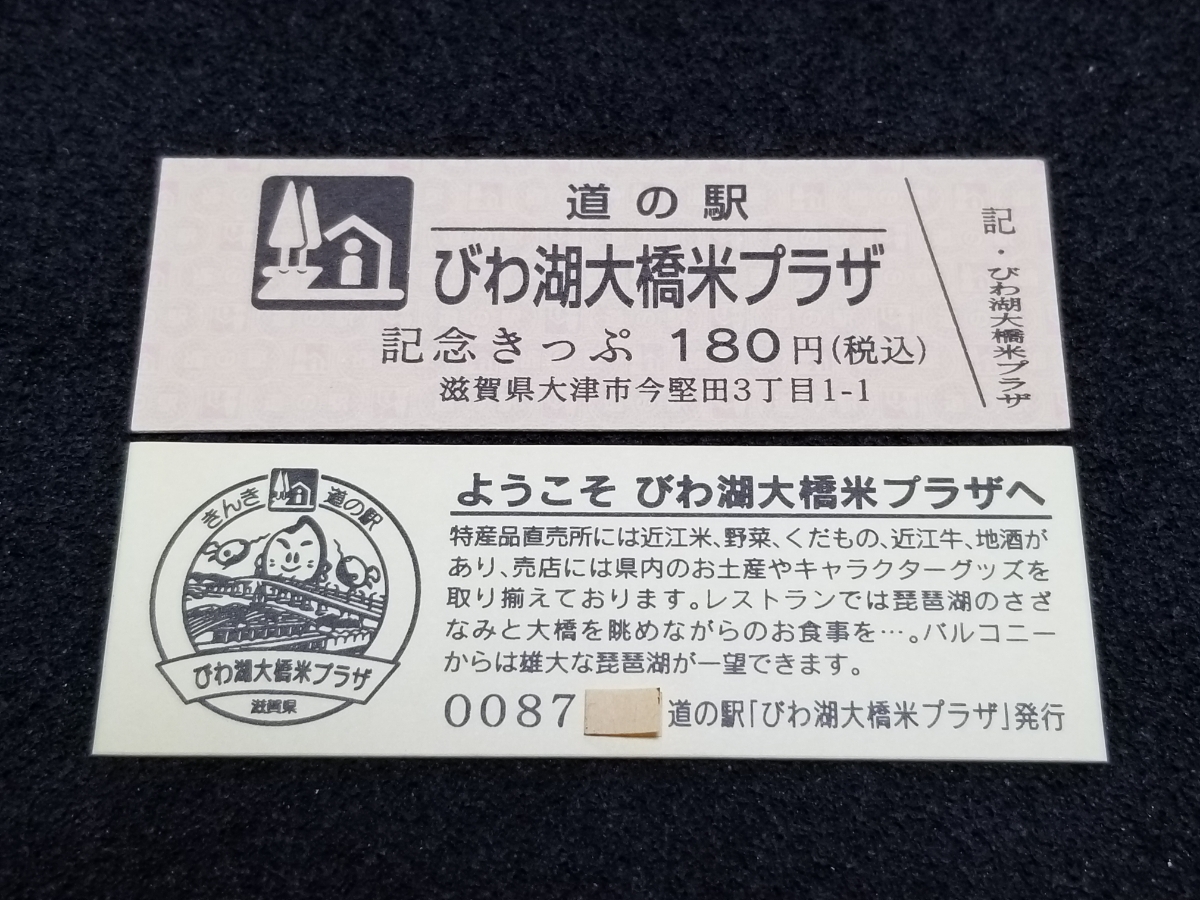 道の駅
びわ湖大橋米プラザ
記念きっぷ 180円(税込)
滋賀県大津市今堅田3丁目1-1
記・びわ湖大橋米プラザ
きんき 道の駅
びわ湖大橋米プラザ
滋賀県
ようこそ びわ湖大橋米プラザへ
特産品直売所には近江米、野菜、くだもの、近江牛、地酒が
あり、売店には県内のお土産やキャラクターグッズを
取り揃えております。レストランでは琵琶湖のさざ
なみと大橋を眺めながらのお食事を…。バルコニー
からは雄大な琵琶湖が一望できます。
0087 道の駅「びわ湖大橋米プラザ」発行